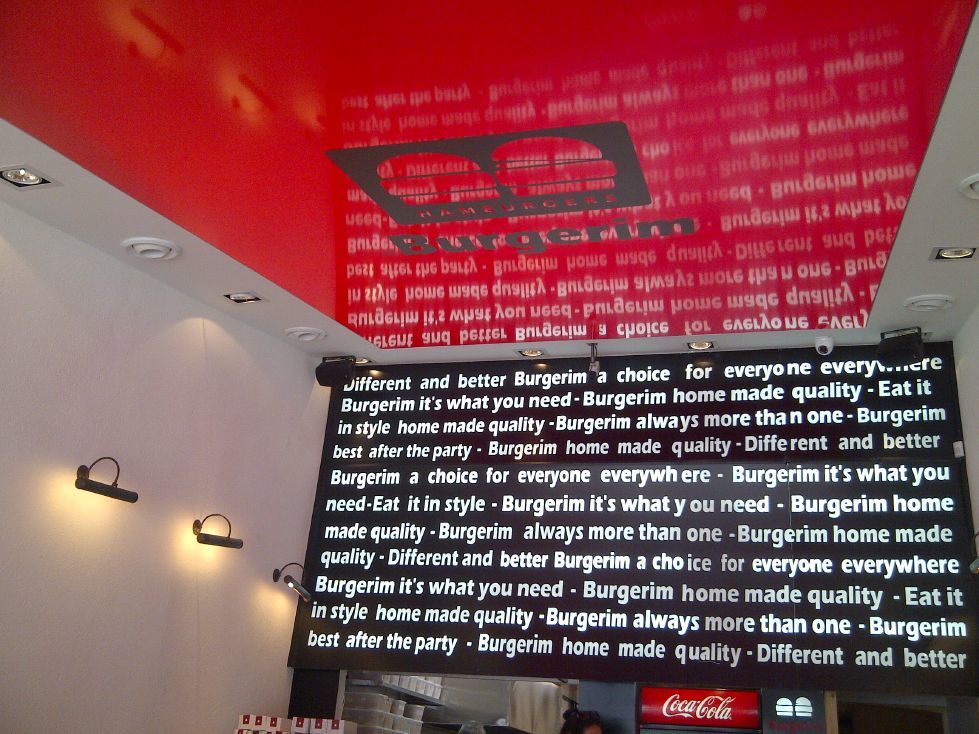 HAMBURGERS
Burgerim
Different and better Burgerim a choice for everyone everywhere
Burgerim it's what you need - Burgerim home made quality - Eat it
in style home made quality - Burgerim always more than one - Burgerim
best after the party - Burgerim home made quality - Different and better
Burgerim a choice for everyone everywhere - Burgerim it's what you
need - Eat it in style - Burgerim it's what you need - Burgerim home
made quality - Burgerim always more than one - Burgerim home made
quality - Different and better Burgerim a choice for everyone everywhere
Burgerim it's what you need - Burgerim home made quality - Eat it
in style home made quality - Burgerim always more than one - Burgerim
best after the party - Burgerim home made quality - Different and better
Coca-Cola